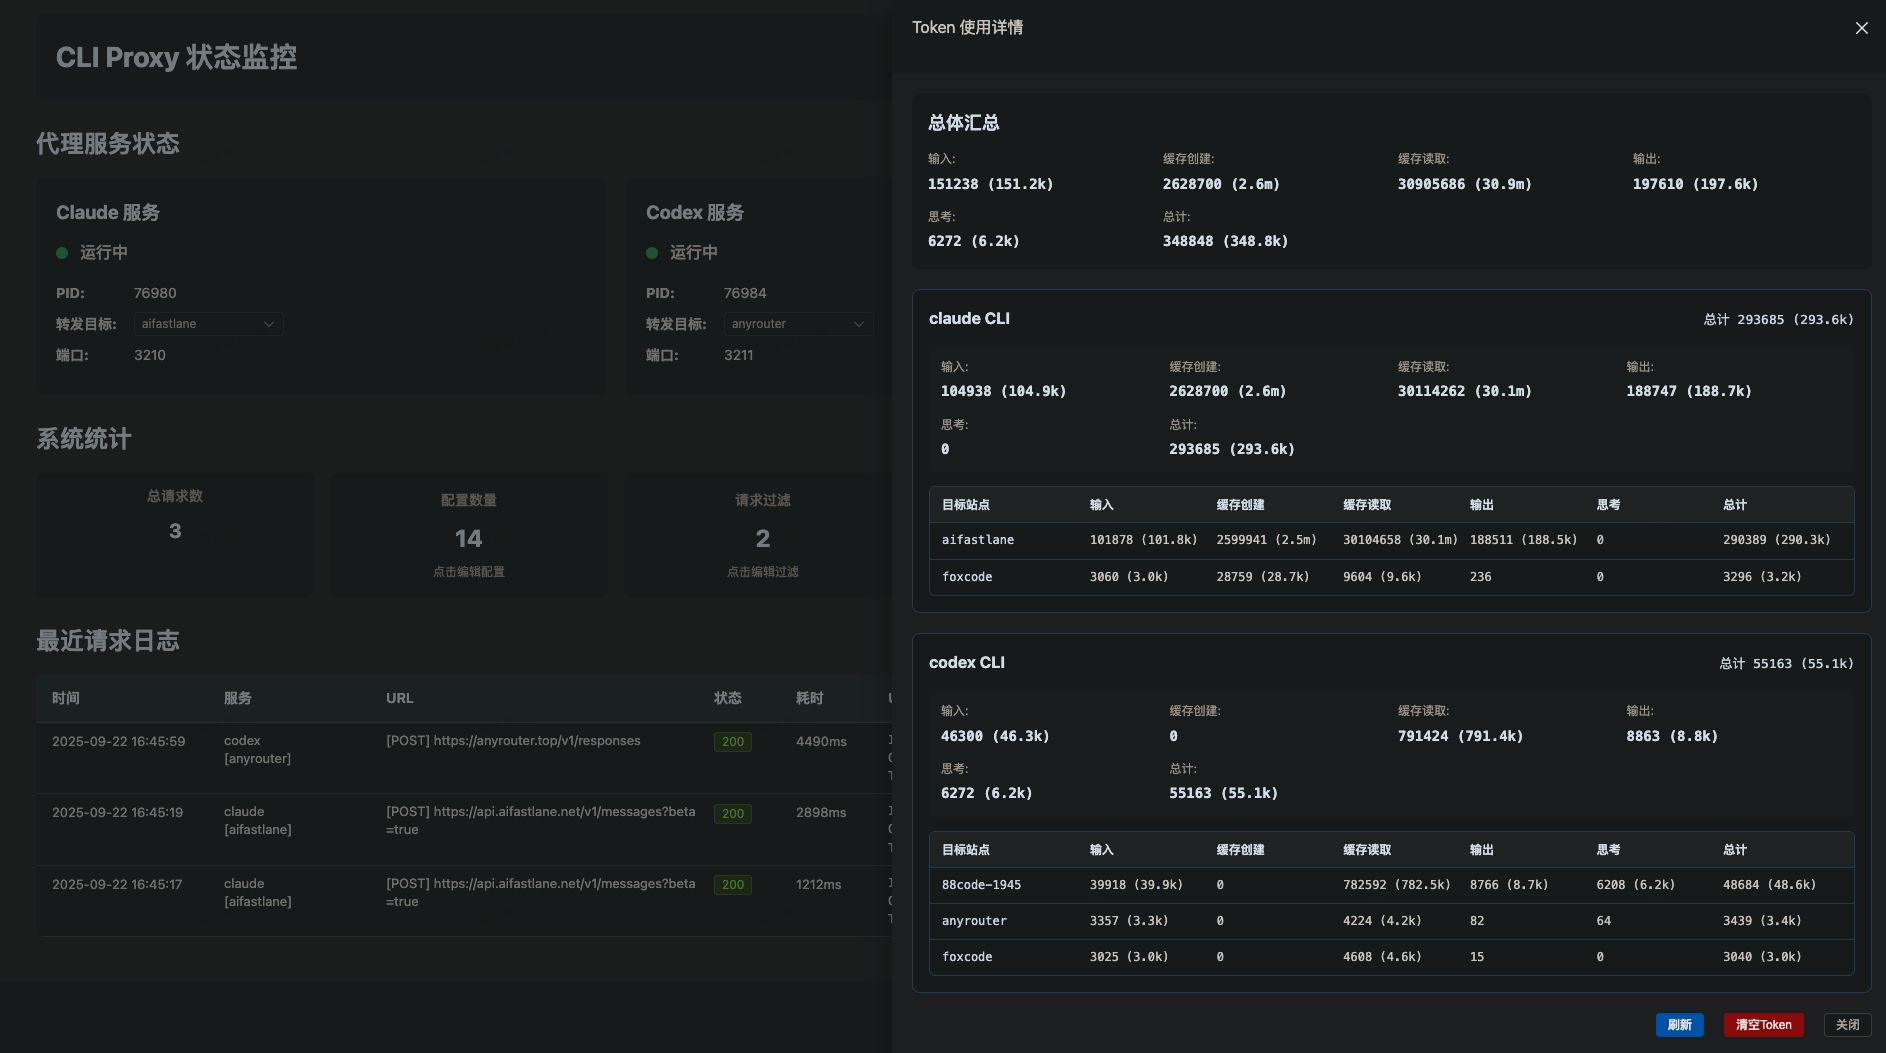 CLI Proxy 状态监控
代理服务状态
Claude 服务
运行中
PID: 76980
转发目标: aifastlane
端口: 3210
Codex 服务
运行中
PID: 76984
转发目标: anyrouter
端口: 3211
系统统计
总请求数
3
配置数量
14
点击编辑配置
请求过滤
2
点击编辑过滤
最近请求日志
时间 服务 URL 状态 耗时
2025-09-22 16:45:59 codex [POST] https://anyrouter.top/v1/responses 200 4490ms
[anyrouter]
2025-09-22 16:45:19 claude [POST] https://api.aifastlane.net/v1/messages?beta 200 2898ms
[aifastlane] =true
2025-09-22 16:45:17 claude [POST] https://api.aifastlane.net/v1/messages?beta 200 1212ms
[aifastlane] =true
Token 使用详情
总体汇总
输入: 缓存创建: 缓存读取: 输出:
151238 (151.2k) 2628700 (2.6m) 30905686 (30.9m) 197610 (197.6k)
思考: 总计:
6272 (6.2k) 348848 (348.8k)
claude CLI 总计 293685 (293.6k)
输入: 缓存创建: 缓存读取: 输出:
104938 (104.9k) 2628700 (2.6m) 30114262 (30.1m) 188747 (188.7k)
思考: 总计:
0 293685 (293.6k)
目标站点 输入 缓存创建 缓存读取 输出 思考 总计
aifastlane 101878 (101.8k) 2599941 (2.5m) 30104658 (30.1m) 188511 (188.5k) 0 290389 (290.3k)
foxcode 3060 (3.0k) 28759 (28.7k) 9604 (9.6k) 236 0 3296 (3.2k)
codex CLI 总计 55163 (55.1k)
输入: 缓存创建: 缓存读取: 输出:
46300 (46.3k) 0 791424 (791.4k) 8863 (8.8k)
思考: 总计:
6272 (6.2k) 55163 (55.1k)
目标站点 输入 缓存创建 缓存读取 输出 思考 总计
88code-1945 39918 (39.9k) 0 782592 (782.5k) 8766 (8.7k) 6208 (6.2k) 48684 (48.6k)
anyrouter 3357 (3.3k) 0 4224 (4.2k) 82 64 3439 (3.4k)
foxcode 3025 (3.0k) 0 4608 (4.6k) 15 0 3040 (3.0k)
刷新 清空Token 关闭